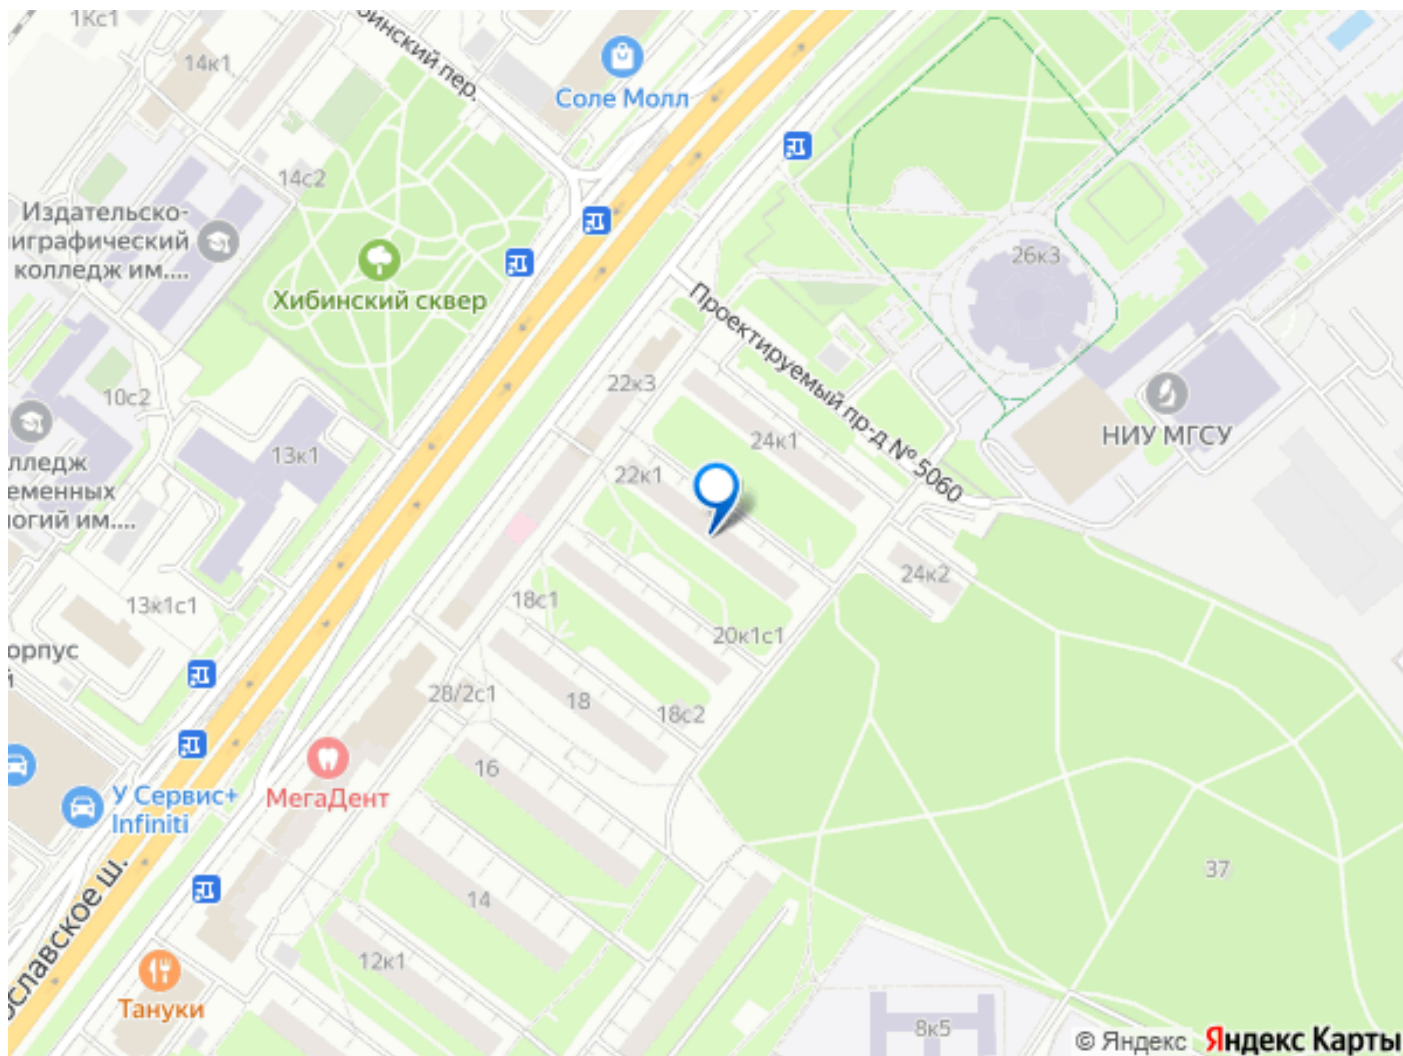 1Кс1
14к1
бинский пер.
Соле Молл
14с2
Издательско-
играфический
колледж им....
Хибинский сквер
26к3
Проектируемый пр-д № 5060
22к3
10с2
24к1
НИУ МГСУ
13к1
лледж
еменных
огий им....
22к1
24к2
18с1
13к1с1
20к1с1
орпус
й
28/2с1
18
18с2
16
У Сервис+
Infiniti
МегаДент
37
14
ославское ш.
12к1
Тануки
8к5
© Яндекс Яндекс Карты